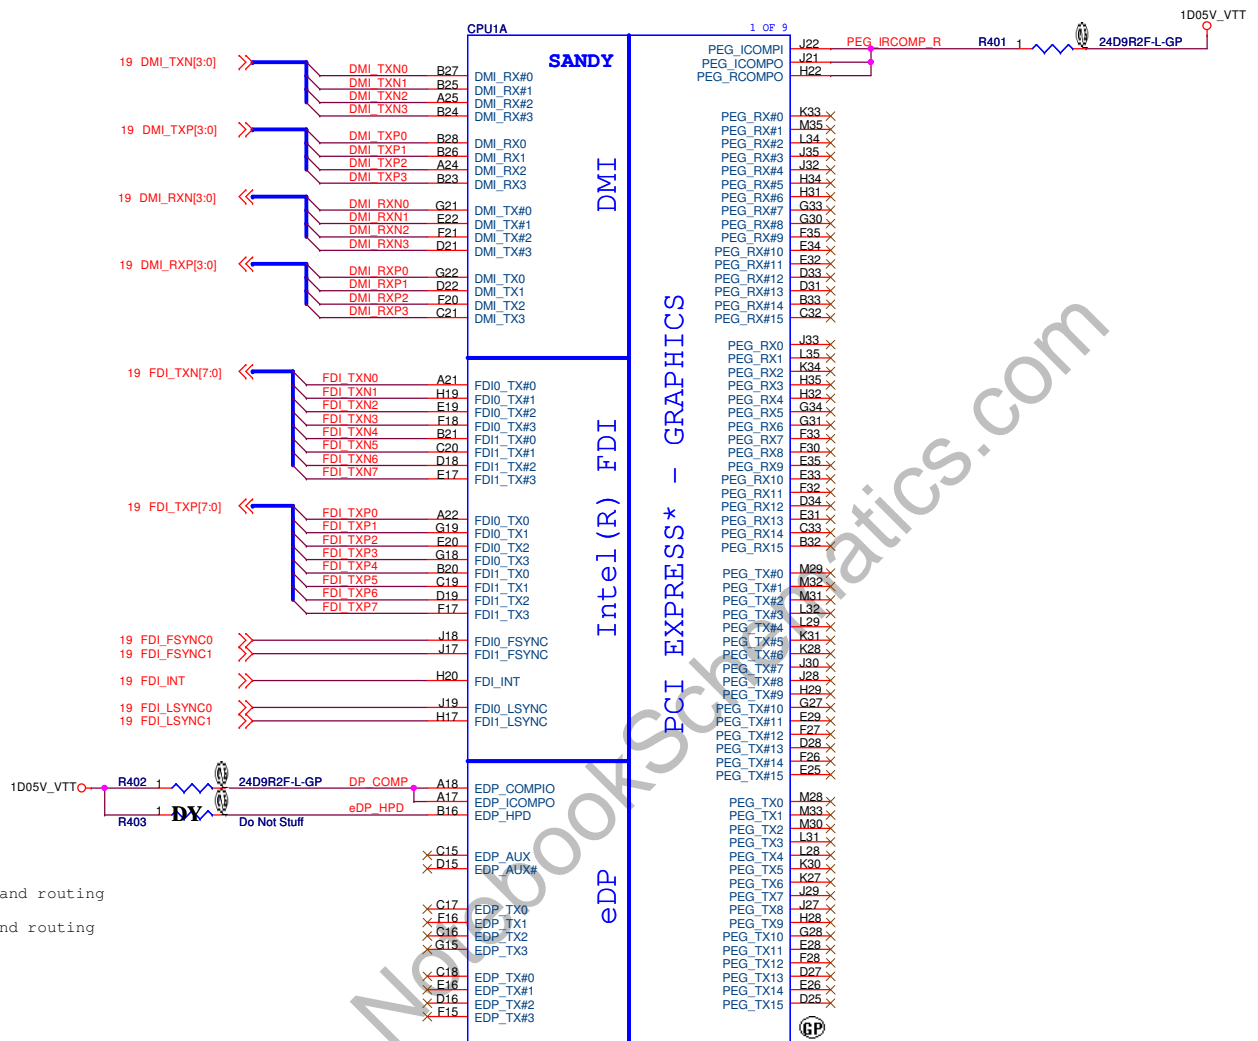 CPU1A
1 OF 9
SANDY
DMI
Intel(R) FDI
eDP
PCI EXPRESS* - GRAPHICS
1D05V_VTT
19 DMI_TXN[3:0]
DMI_TXN0 B27 DMI_RX#0
DMI_TXN1 B25 DMI_RX#1
DMI_TXN2 A25 DMI_RX#2
DMI_TXN3 B24 DMI_RX#3
19 DMI_TXP[3:0]
DMI_TXP0 B28 DMI_RX0
DMI_TXP1 B26 DMI_RX1
DMI_TXP2 A24 DMI_RX2
DMI_TXP3 B23 DMI_RX3
19 DMI_RXN[3:0]
DMI_RXN0 G21 DMI_TX#0
DMI_RXN1 E22 DMI_TX#1
DMI_RXN2 F21 DMI_TX#2
DMI_RXN3 D21 DMI_TX#3
19 DMI_RXP[3:0]
DMI_RXP0 G22 DMI_TX0
DMI_RXP1 D22 DMI_TX1
DMI_RXP2 F20 DMI_TX2
DMI_RXP3 C21 DMI_TX3
19 FDI_TXN[7:0]
FDI_TXN0 A21 FDI0_TX#0
FDI_TXN1 H19 FDI0_TX#1
FDI_TXN2 E19 FDI0_TX#2
FDI_TXN3 F18 FDI0_TX#3
FDI_TXN4 B21 FDI1_TX#0
FDI_TXN5 C20 FDI1_TX#1
FDI_TXN6 D18 FDI1_TX#2
FDI_TXN7 E17 FDI1_TX#3
19 FDI_TXP[7:0]
FDI_TXP0 A22 FDI0_TX0
FDI_TXP1 G19 FDI0_TX1
FDI_TXP2 E20 FDI0_TX2
FDI_TXP3 G18 FDI0_TX3
FDI_TXP4 B20 FDI1_TX0
FDI_TXP5 C19 FDI1_TX1
FDI_TXP6 D19 FDI1_TX2
FDI_TXP7 F17 FDI1_TX3
19 FDI_FSYNC0 J18 FDI0_FSYNC
19 FDI_FSYNC1 J17 FDI1_FSYNC
19 FDI_INT H20 FDI_INT
19 FDI_LSYNC0 J19 FDI0_LSYNC
19 FDI_LSYNC1 H17 FDI1_LSYNC
1D05V_VTT R402 1 24D9R2F-L-GP DP_COMP A18 EDP_COMPIO
A17 EDP_ICOMPO
R403 1 DY Do Not Stuff eDP_HPD B16 EDP_HPD
C15 EDP_AUX
D15 EDP_AUX#
and routing
nd routing
C17 EDP_TX0
F16 EDP_TX1
C16 EDP_TX2
G15 EDP_TX3
C18 EDP_TX#0
E16 EDP_TX#1
D16 EDP_TX#2
F15 EDP_TX#3
PEG_ICOMPI J22 PEG_IRCOMP_R R401 1 24D9R2F-L-GP
PEG_ICOMPO J21
PEG_RCOMPO H22
PEG_RX#0 K33
PEG_RX#1 M35
PEG_RX#2 L34
PEG_RX#3 J35
PEG_RX#4 J32
PEG_RX#5 H34
PEG_RX#6 H31
PEG_RX#7 G33
PEG_RX#8 G30
PEG_RX#9 F35
PEG_RX#10 E34
PEG_RX#11 E32
PEG_RX#12 D33
PEG_RX#13 D31
PEG_RX#14 B33
PEG_RX#15 C32
PEG_RX0 J33
PEG_RX1 L35
PEG_RX2 K34
PEG_RX3 H35
PEG_RX4 H32
PEG_RX5 G34
PEG_RX6 G31
PEG_RX7 F33
PEG_RX8 F30
PEG_RX9 E35
PEG_RX10 E33
PEG_RX11 F32
PEG_RX12 D34
PEG_RX13 E31
PEG_RX14 C33
PEG_RX15 B32
PEG_TX#0 M29
PEG_TX#1 M32
PEG_TX#2 M31
PEG_TX#3 L32
PEG_TX#4 L29
PEG_TX#5 K31
PEG_TX#6 K28
PEG_TX#7 J30
PEG_TX#8 J28
PEG_TX#9 H29
PEG_TX#10 G27
PEG_TX#11 E29
PEG_TX#12 F27
PEG_TX#13 D28
PEG_TX#14 F26
PEG_TX#15 E25
PEG_TX0 M28
PEG_TX1 M33
PEG_TX2 M30
PEG_TX3 L31
PEG_TX4 L28
PEG_TX5 K30
PEG_TX6 K27
PEG_TX7 J29
PEG_TX8 J27
PEG_TX9 H28
PEG_TX10 G28
PEG_TX11 E28
PEG_TX12 F28
PEG_TX13 D27
PEG_TX14 E26
PEG_TX15 D25
GP
NotebookSchematics.com